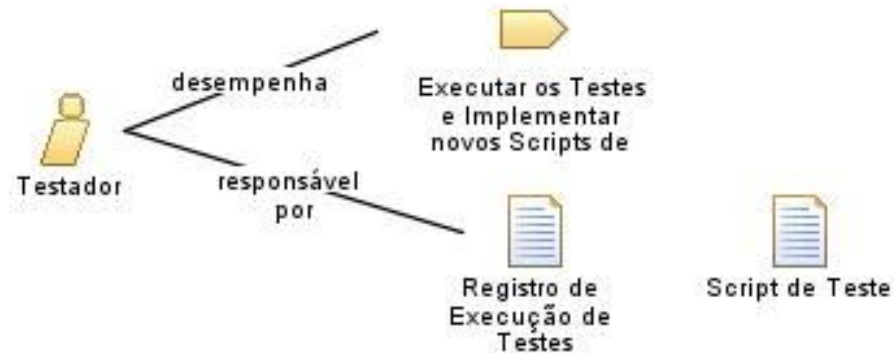 desempenha
Executar os Testes
e Implementar
novos Scripts de
Testador
responsável
por
Registro de
Execução de
Testes
Script de Teste